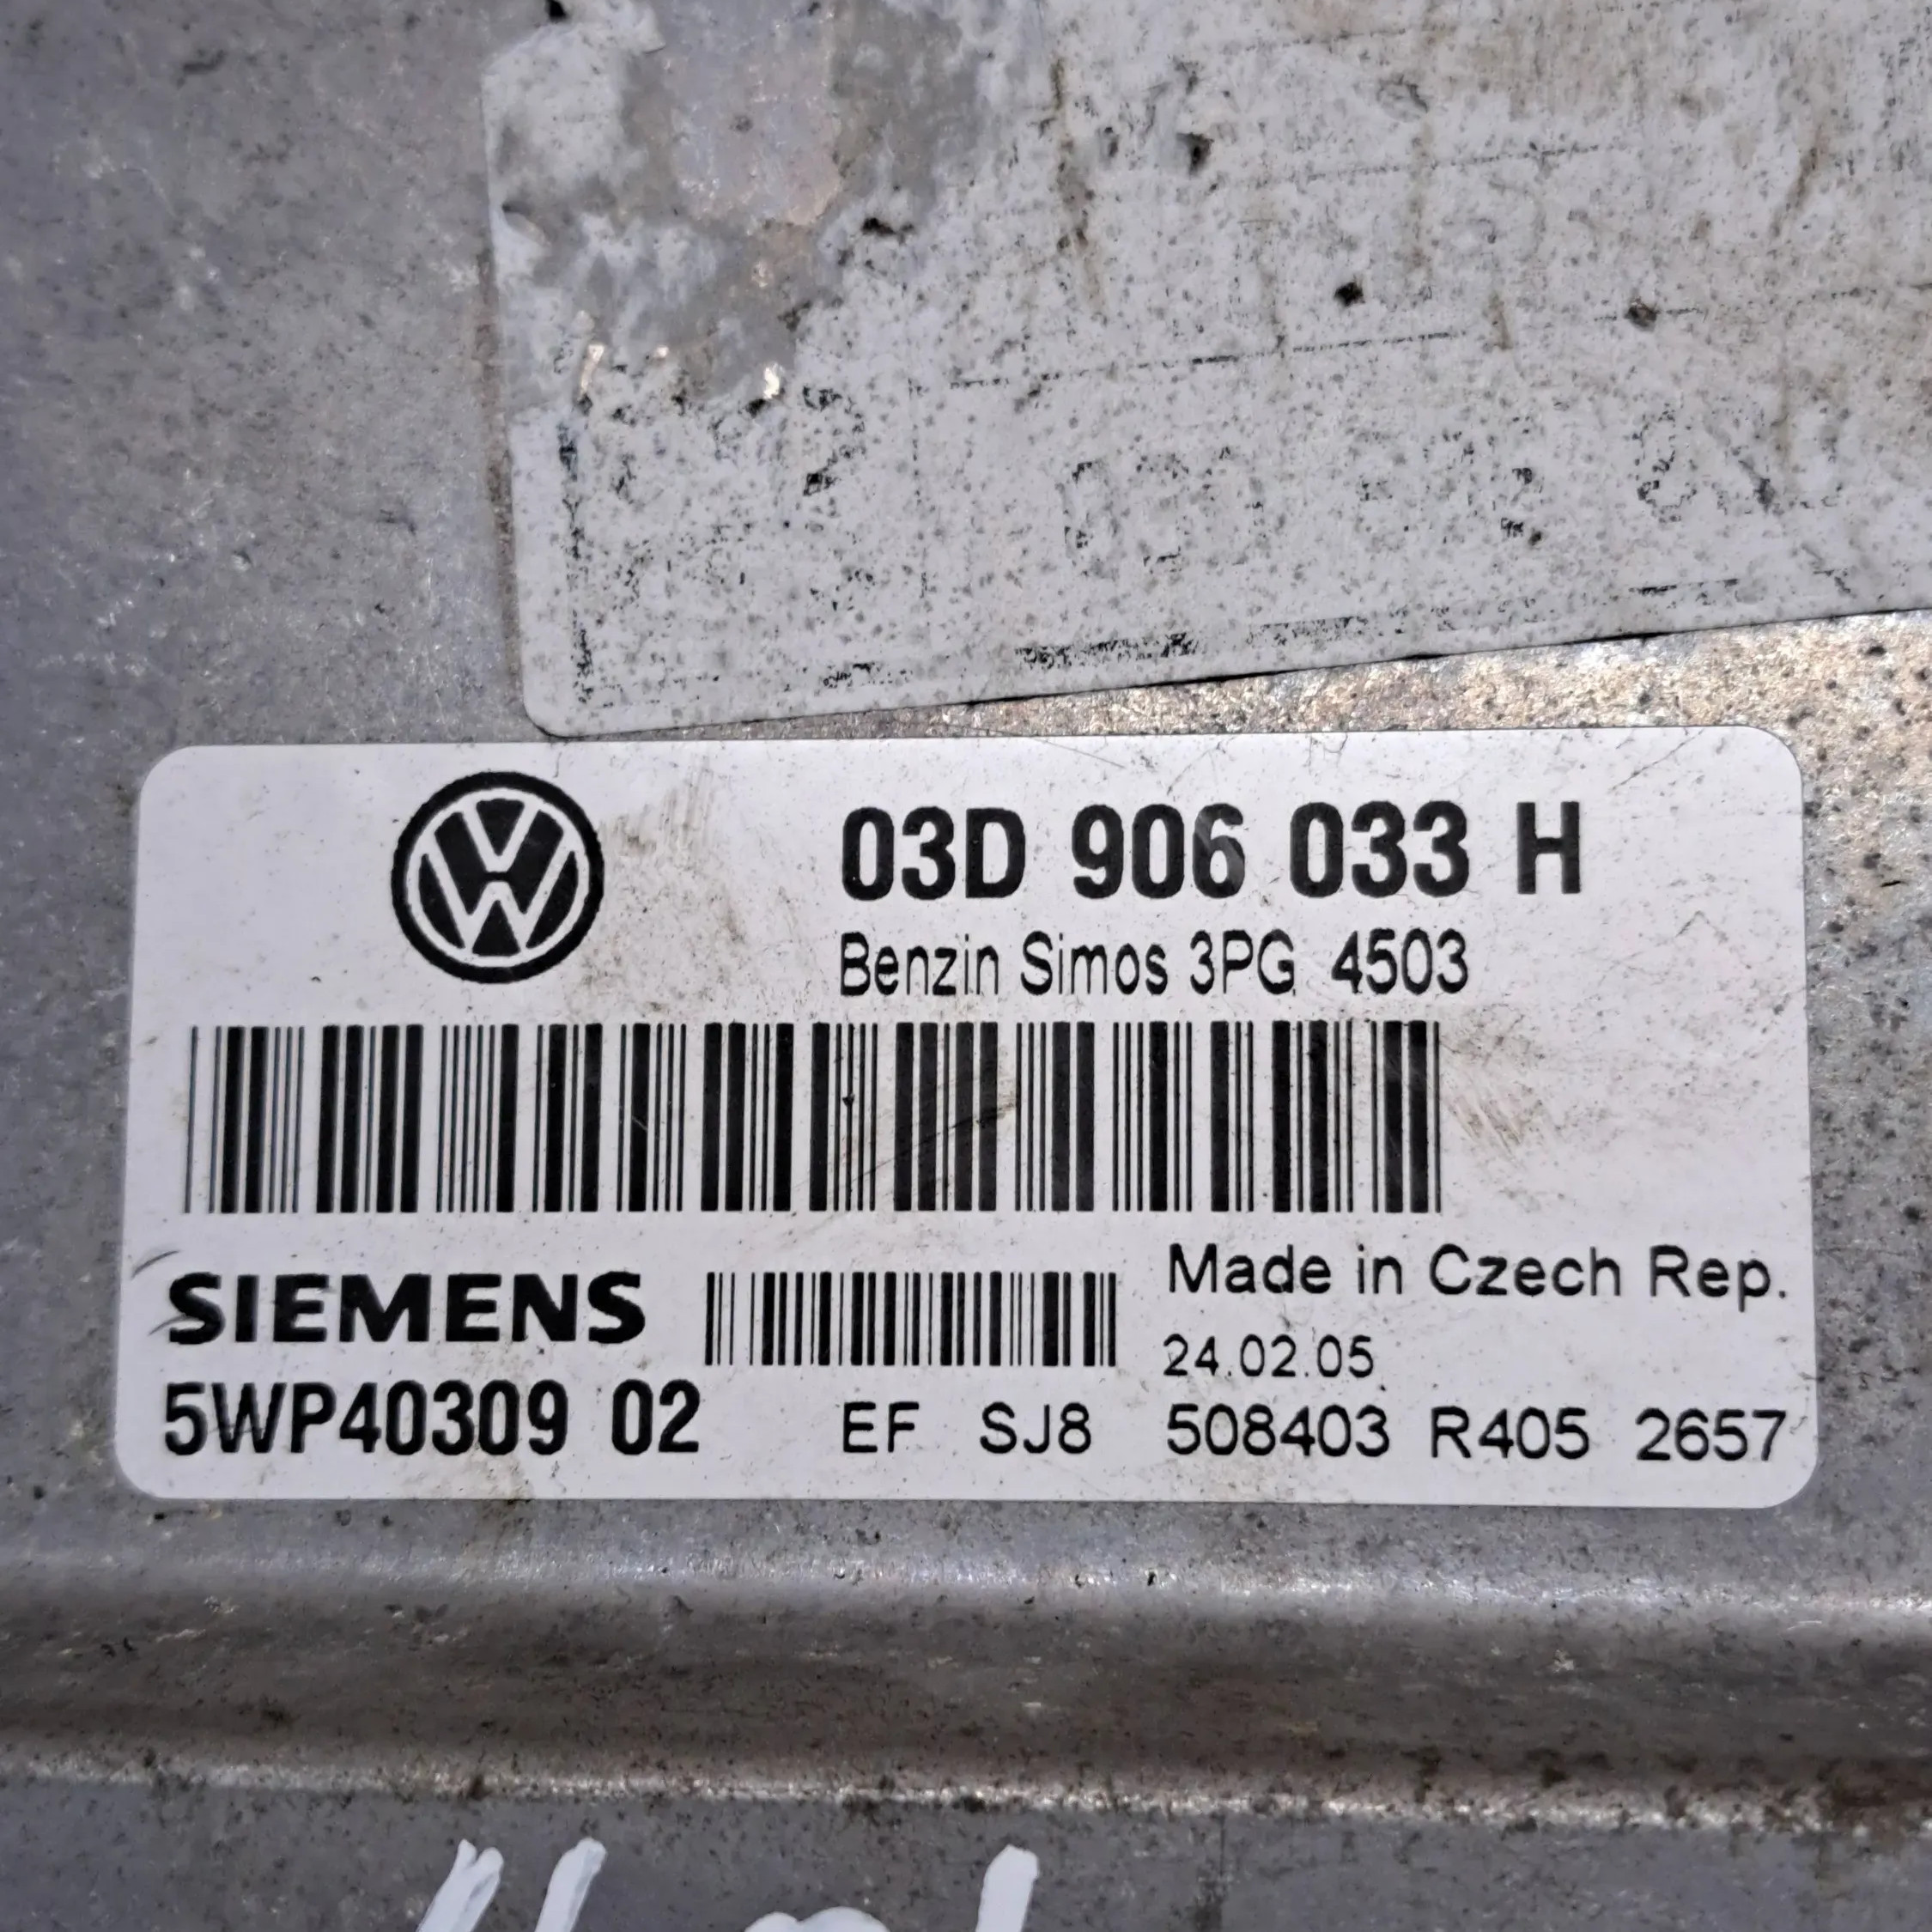 03D 906 033 H
Benzin Simos 3PG 4503
SIEMENS
Made in Czech Rep.
24.02.05
5WP40309 02 EF SJ8 508403 R405 2657